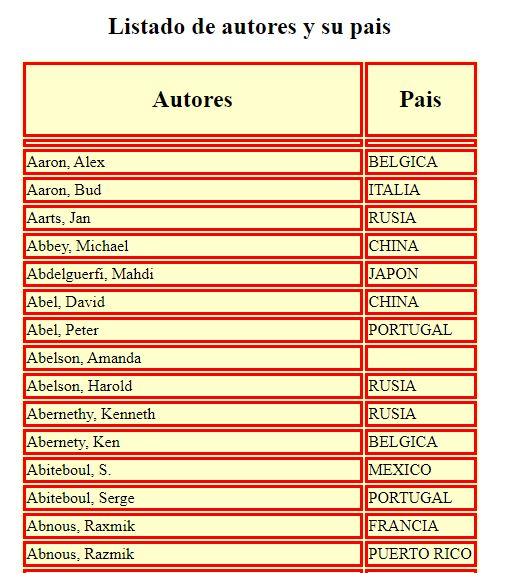 Listado de autores y su pais
Autores Pais
Aaron, Alex BELGICA
Aaron, Bud ITALIA
Aarts, Jan RUSIA
Abbey, Michael CHINA
Abdelguerfi, Mahdi JAPON
Abel, David CHINA
Abel, Peter PORTUGAL
Abelson, Amanda
Abelson, Harold RUSIA
Abernethy, Kenneth RUSIA
Abernety, Ken BELGICA
Abiteboul, S. MEXICO
Abiteboul, Serge PORTUGAL
Abnous, Raxmik FRANCIA
Abnous, Razmik PUERTO RICO